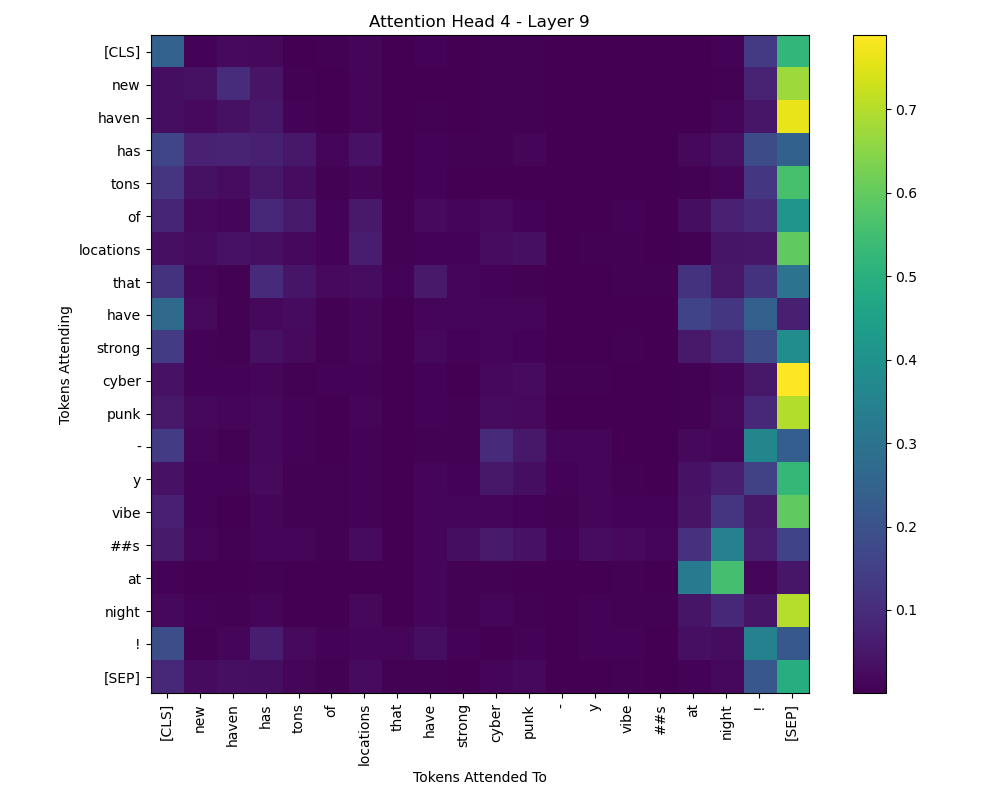 Attention Head 4 - Layer 9
[CLS]
new
haven
has
tons
of
locations
that
have
strong
cyber
punk
-
y
vibe
##s
at
night
!
[SEP]
Tokens Attending
[CLS]
new
haven
has
tons
of
locations
that
have
strong
cyber
punk
-
y
vibe
##s
at
night
!
[SEP]
Tokens Attended To
0.7
0.6
0.5
0.4
0.3
0.2
0.1